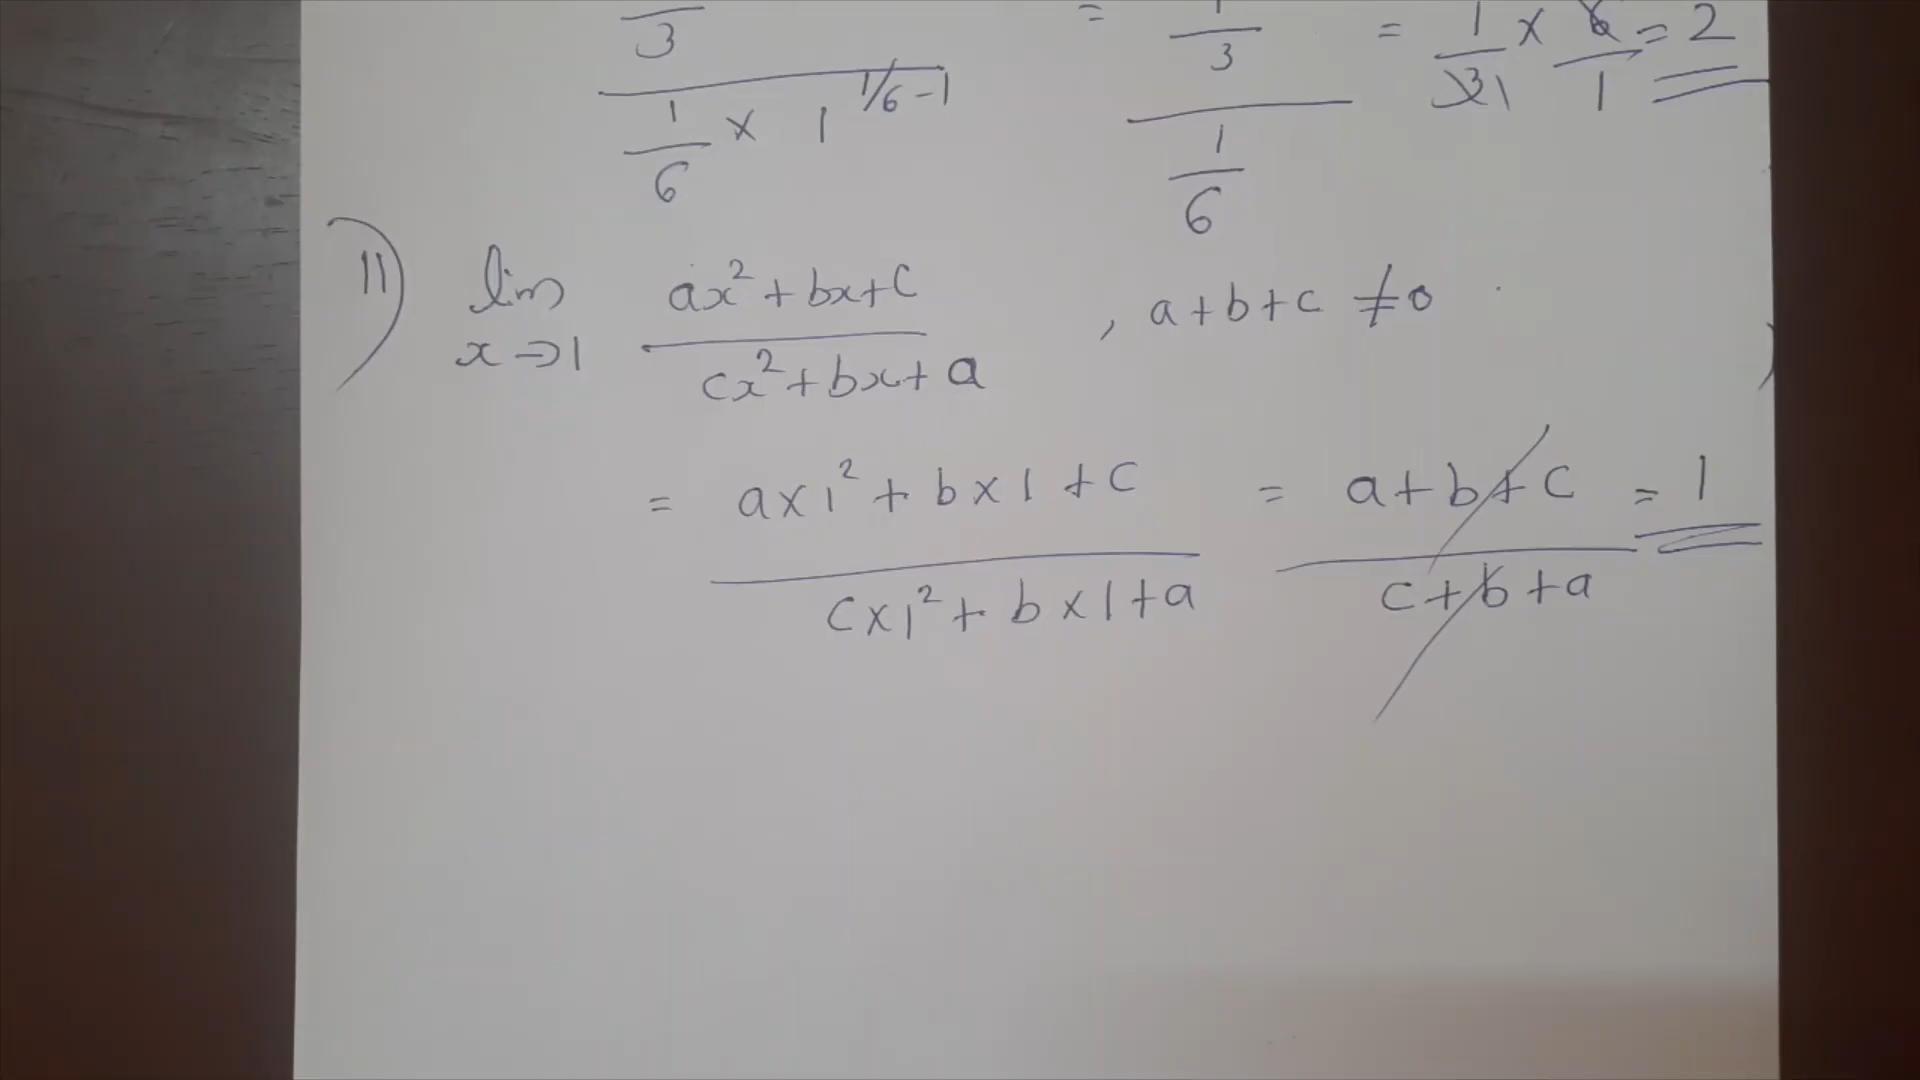 1/3 / (1/6 × 1^(1/6 - 1)) = (1/3) / (1/6) = 1/3 × 6/1 = 2
11) lim x→1 (ax² + bx + c) / (cx² + bx + a) , a + b + c ≠ 0
= (a×1² + b×1 + c) / (c×1² + b×1 + a) = (a + b + c) / (c + b + a) = 1